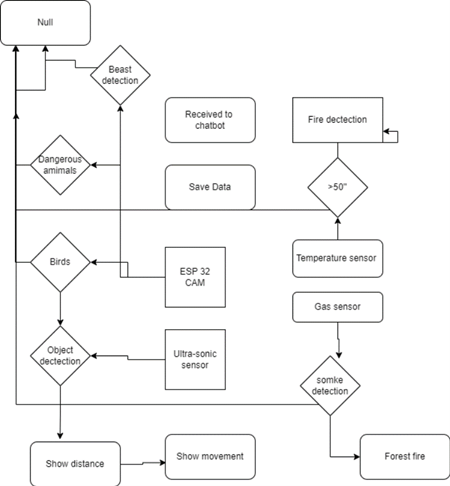 Null
Beast
detection
Received to
chatbot
Fire dectection
Dangerous
amimals
Save Data
>50"
Birds
ESP 32
CAM
Temperature sensor
Gas sensor
Object
dectection
Ultra-sonic
sensor
somke
detection
Show distance
Show movement
Forest fire